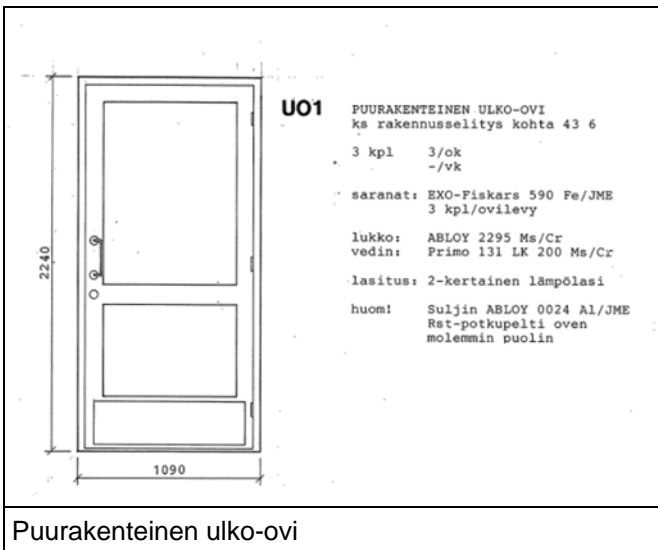 UO1
PUURAKENTEINEN ULKO-OVI
ks rakennusselitys kohta 43 6
3 kpl 3/ok
-/vk
saranat: EXO-Fiskars 590 Fe/JME
3 kpl/ovilevy
lukko: ABLOY 2295 Ms/Cr
vedin: Primo 131 LK 200 Ms/Cr
lasitus: 2-kertainen lämpölasi
huom! Suljin ABLOY 0024 Al/JME
Rst-potkupelti oven
molemmin puolin
2240
1090
Puurakenteinen ulko-ovi